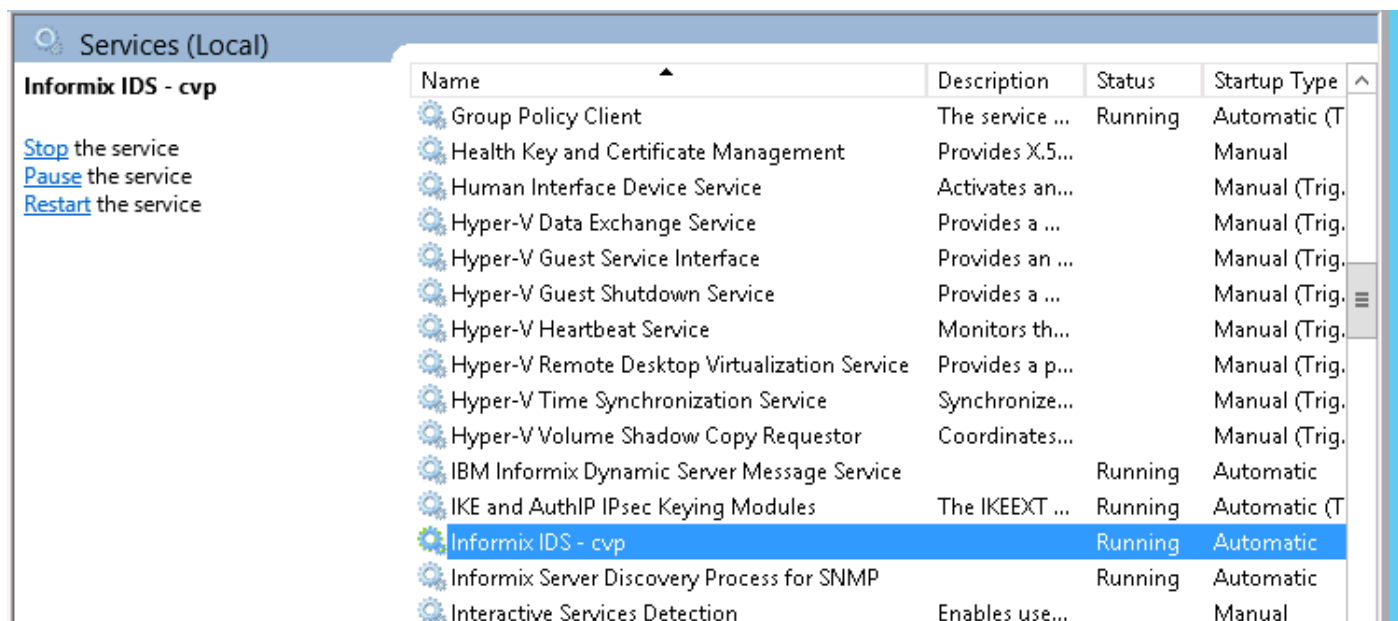 Services (Local)
Informix IDS - cvp
Stop the service
Pause the service
Restart the service
Name Description Status Startup Type
Group Policy Client The service ... Running Automatic (T
Health Key and Certificate Management Provides X.5... Manual
Human Interface Device Service Activates an... Manual (Trig.
Hyper-V Data Exchange Service Provides a ... Manual (Trig.
Hyper-V Guest Service Interface Provides an ... Manual (Trig.
Hyper-V Guest Shutdown Service Provides a ... Manual (Trig.
Hyper-V Heartbeat Service Monitors th... Manual (Trig.
Hyper-V Remote Desktop Virtualization Service Provides a p... Manual (Trig.
Hyper-V Time Synchronization Service Synchronize... Manual (Trig.
Hyper-V Volume Shadow Copy Requestor Coordinates... Manual (Trig.
IBM Informix Dynamic Server Message Service Running Automatic
IKE and AuthIP IPsec Keying Modules The IKEEXT ... Running Automatic (T
Informix IDS - cvp Running Automatic
Informix Server Discovery Process for SNMP Running Automatic
Interactive Services Detection Enables use... Manual